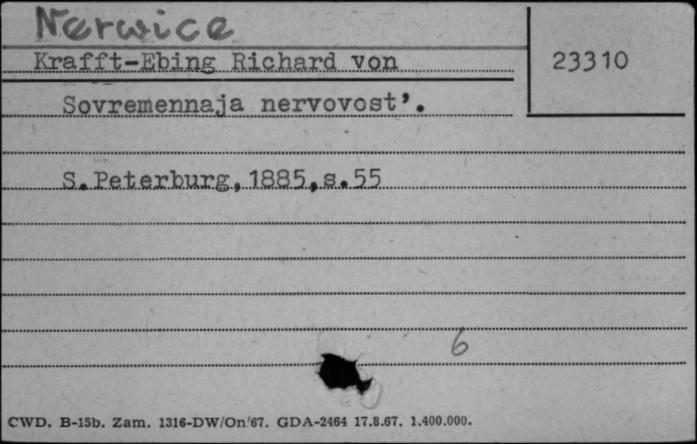 Nerwice
Krafft-Ebing Richard von
23310
Sovremennaja nervovost'.
S.Peterburg,1885,s.55
6
CWD. B-15b. Zam. 1316-DW/On/67. GDA-2464 17.8.67. 1.400.000.